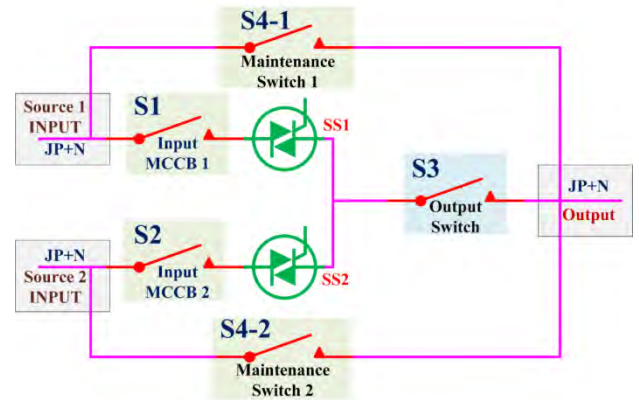 S4-1
Maintenance
Switch 1
Source 1
INPUT
JP+N
S1
Input
MCCB 1
SS1
S3
Output
Switch
JP+N
Output
JP+N
Source 2
INPUT
S2
Input
MCCB 2
SS2
S4-2
Maintenance
Switch 2